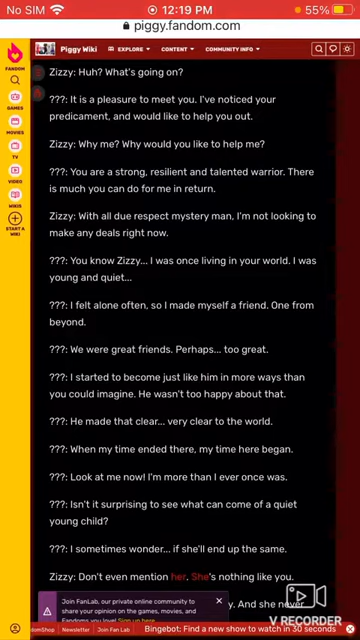 No SIM
12:19 PM
55%
piggy.fandom.com
FANDOM
GAMES
MOVIES
TV
VIDEO
WIKIS
START A WIKI
Piggy Wiki
EXPLORE
CONTENT
COMMUNITY INFO
Zizzy: Huh? What's going on?
???: It is a pleasure to meet you. I've noticed your
predicament, and would like to help you out.
Zizzy: Why me? Why would you like to help me?
???: You are a strong, resilient and talented warrior. There
is much you can do for me in return.
Zizzy: With all due respect mystery man, I'm not looking to
make any deals right now.
???: You know Zizzy... I was once living in your world. I was
young and quiet...
???: I felt alone often, so I made myself a friend. One from
beyond.
???: We were great friends. Perhaps... too great.
???: I started to become just like him in more ways than
you could imagine. He wasn't too happy about that.
???: He made that clear... very clear to the world.
???: When my time ended there, my time here began.
???: Look at me now! I'm more than I ever once was.
???: Isn't it surprising to see what can come of a quiet
young child?
???: I sometimes wonder... if she'll end up the same.
Zizzy: Don't even mention her. She's nothing like you.
y. And she never
Join FanLab, our private online community to
share your opinion on the games, movies, and
Fandoms you love! Sign up here
V RECORDER
Shop
Newsletter
Join Fan Lab
Bingebot: Find a new show to watch in 30 seconds